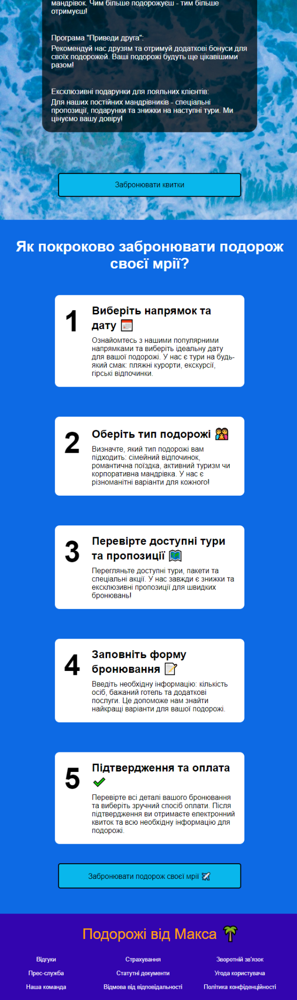 мандрівок. Чим більше подорожуєш - тим більше
отримуєш!
Програма "Приведи друга":
Рекомендуй нас друзям та отримуй додаткові бонуси для
своїх подорожей. Ваші подорожі будуть ще цікавішими
разом!
Ексклюзивні подарунки для лояльних клієнтів:
Для наших постійних мандрівників - спеціальні
пропозиції, подарунки та знижки на наступні тури. Ми
цінуємо вашу довіру!
Забронювати квитки
Як покроково забронювати подорож
своєї мрії?
1
Виберіть напрямок та
дату 📅
Ознайомтесь з нашими популярними
напрямками та виберіть ідеальну дату
для вашої подорожі. У нас є тури на будь-
який смак: пляжні курорти, екскурсії,
гірські відпочинки.
2
Оберіть тип подорожі 👨‍👩‍👧
Визначте, який тип подорожі вам
підходить: сімейний відпочинок,
романтична поїздка, активний туризм чи
корпоративна мандрівка. У нас є
різноманітні варіанти для кожного!
3
Перевірте доступні тури
та пропозиції 🗺️
Перегляньте доступні тури, пакети та
спеціальні акції. У нас завжди є знижки та
ексклюзивні пропозиції для швидких
бронювань!
4
Заповніть форму
бронювання 📝
Введіть необхідну інформацію: кількість
осіб, бажаний готель та додаткові
послуги. Це допоможе нам знайти
найкращі варіанти для вашої подорожі.
5
Підтвердження та оплата
✔️
Перевірте всі деталі вашого бронювання
та виберіть зручний спосіб оплати. Після
підтвердження ви отримаєте електронний
квиток та всю необхідну інформацію для
подорожі.
Забронювати подорож своєї мрії ✈️
Подорожі від Макса 🌴
Відгуки
Страхування
Зворотній зв'язок
Прес-служба
Статутні документи
Угода користувача
Наша команда
Відмова від відповідальності
Політика конфіденційності